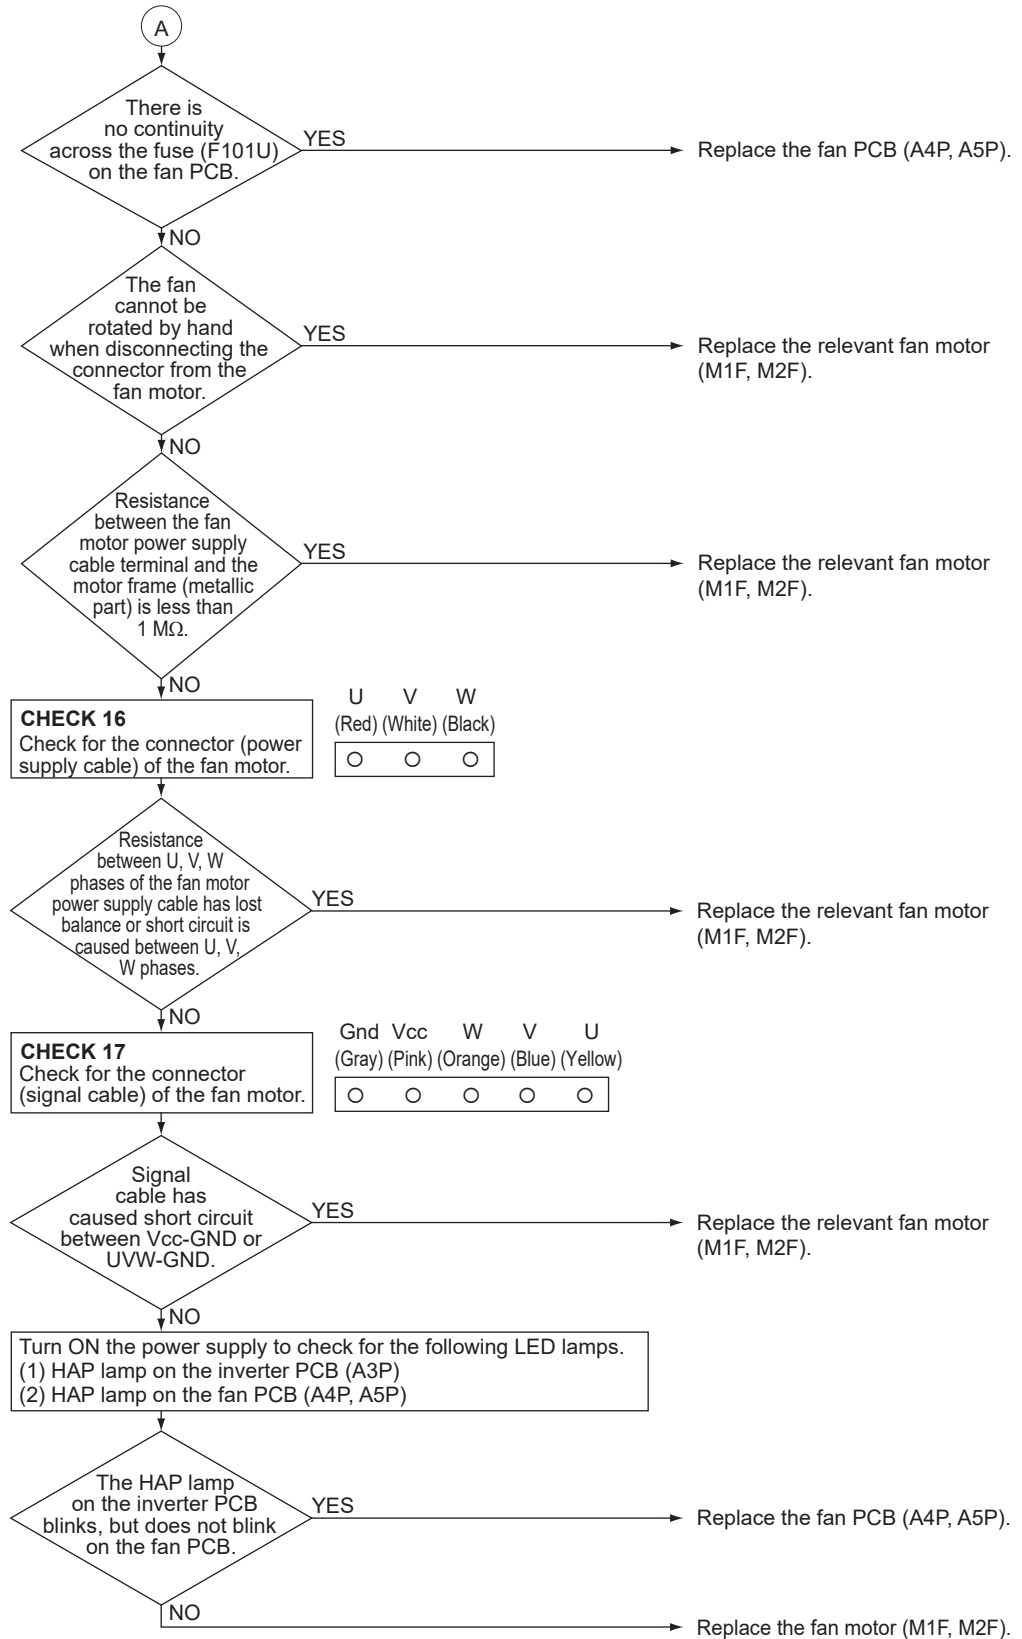 A
There is
no continuity
across the fuse (F101U)
on the fan PCB.
YES
Replace the fan PCB (A4P, A5P).
NO
The fan
cannot be
rotated by hand
when disconnecting the
connector from the
fan motor.
YES
Replace the relevant fan motor
(M1F, M2F).
NO
Resistance
between the fan
motor power supply
cable terminal and the
motor frame (metallic
part) is less than
1 MΩ.
YES
Replace the relevant fan motor
(M1F, M2F).
NO
CHECK 16
Check for the connector (power
supply cable) of the fan motor.
U V W
(Red) (White) (Black)
Resistance
between U, V, W
phases of the fan motor
power supply cable has lost
balance or short circuit is
caused between U, V,
W phases.
YES
Replace the relevant fan motor
(M1F, M2F).
NO
CHECK 17
Check for the connector
(signal cable) of the fan motor.
Gnd Vcc W V U
(Gray) (Pink) (Orange) (Blue) (Yellow)
Signal
cable has
caused short circuit
between Vcc-GND or
UVW-GND.
YES
Replace the relevant fan motor
(M1F, M2F).
NO
Turn ON the power supply to check for the following LED lamps.
(1) HAP lamp on the inverter PCB (A3P)
(2) HAP lamp on the fan PCB (A4P, A5P)
The HAP lamp
on the inverter PCB
blinks, but does not blink
on the fan PCB.
YES
Replace the fan PCB (A4P, A5P).
NO
Replace the fan motor (M1F, M2F).